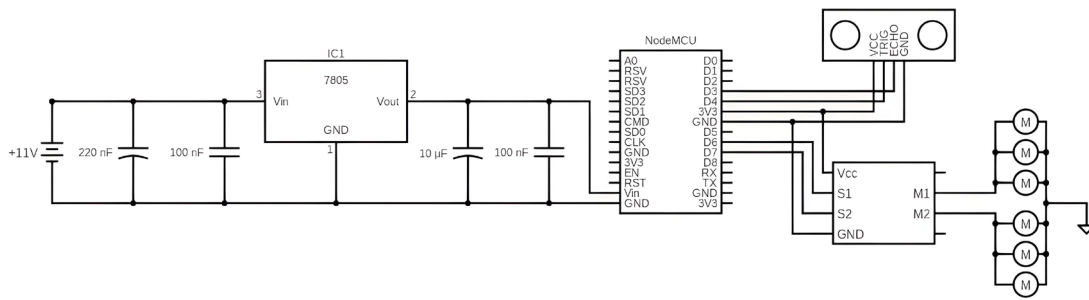 IC1
7805
3
Vin
Vout
2
GND
1
+11V
220 nF
100 nF
10 µF
100 nF
NodeMCU
A0
RSV
RSV
SD3
SD2
SD1
CMD
SD0
CLK
GND
3V3
EN
RST
Vin
GND
D0
D1
D2
D3
D4
3V3
GND
D5
D6
D7
D8
RX
TX
GND
3V3
VCC
TRIG
ECHO
GND
Vcc
S1
S2
GND
M1
M2
M
M
M
M
M
M